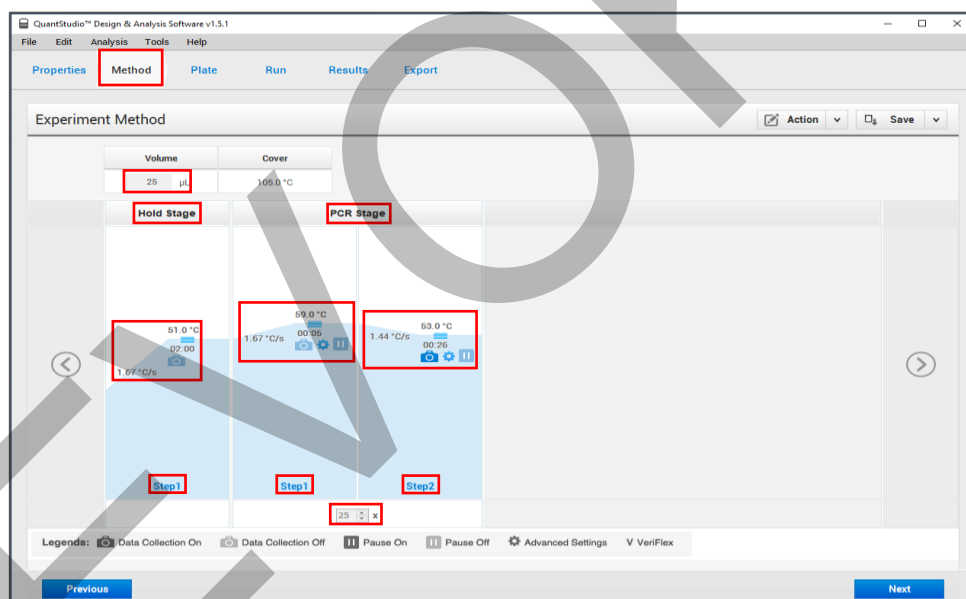 QuantStudio™ Design & Analysis Software v1.5.1
File Edit Analysis Tools Help
Properties Method Plate Run Results Export
Experiment Method
Action
Save
Volume Cover
25 µL 105.0 °C
Hold Stage PCR Stage
51.0 °C
02:00
1.67 °C/s
59.0 °C
1.67 °C/s 00:05
53.0 °C
1.44 °C/s 00:26
Step1 Step1 Step2
25 x
Legends: Data Collection On Data Collection Off Pause On Pause Off Advanced Settings V VeriFlex
Previous Next